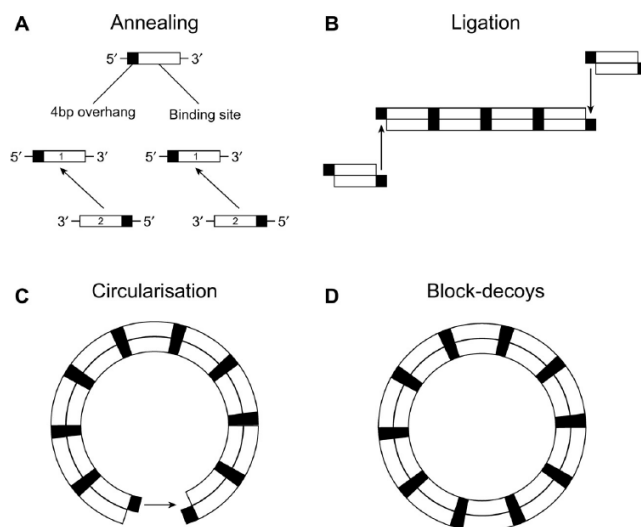 A Annealing
5′ 3′
4bp overhang Binding site
5′ 1 3′ 5′ 1 3′
3′ 2 5′ 3′ 2 5′
B Ligation
C Circularisation
D Block-decoys